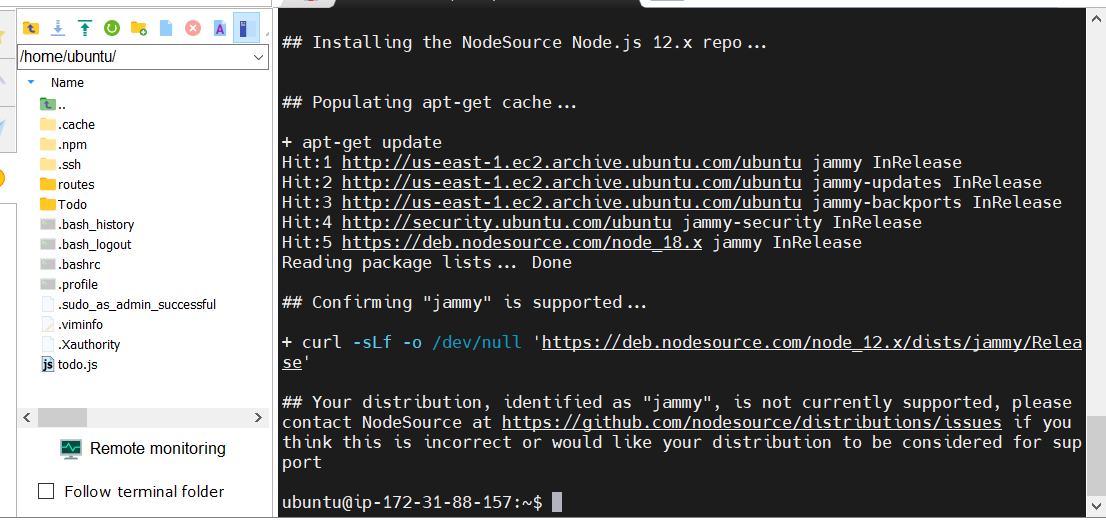 /home/ubuntu/
Name
..
.cache
.npm
.ssh
routes
Todo
.bash_history
.bash_logout
.bashrc
.profile
.sudo_as_admin_successful
.viminfo
.Xauthority
todo.js
Remote monitoring
Follow terminal folder
## Installing the NodeSource Node.js 12.x repo...
## Populating apt-get cache...
+ apt-get update
Hit:1 http://us-east-1.ec2.archive.ubuntu.com/ubuntu jammy InRelease
Hit:2 http://us-east-1.ec2.archive.ubuntu.com/ubuntu jammy-updates InRelease
Hit:3 http://us-east-1.ec2.archive.ubuntu.com/ubuntu jammy-backports InRelease
Hit:4 http://security.ubuntu.com/ubuntu jammy-security InRelease
Hit:5 https://deb.nodesource.com/node_18.x jammy InRelease
Reading package lists... Done
## Confirming "jammy" is supported...
+ curl -sLf -o /dev/null 'https://deb.nodesource.com/node_12.x/dists/jammy/Relea
se'
## Your distribution, identified as "jammy", is not currently supported, please
contact NodeSource at https://github.com/nodesource/distributions/issues if you
think this is incorrect or would like your distribution to be considered for sup
port
ubuntu@ip-172-31-88-157:~$